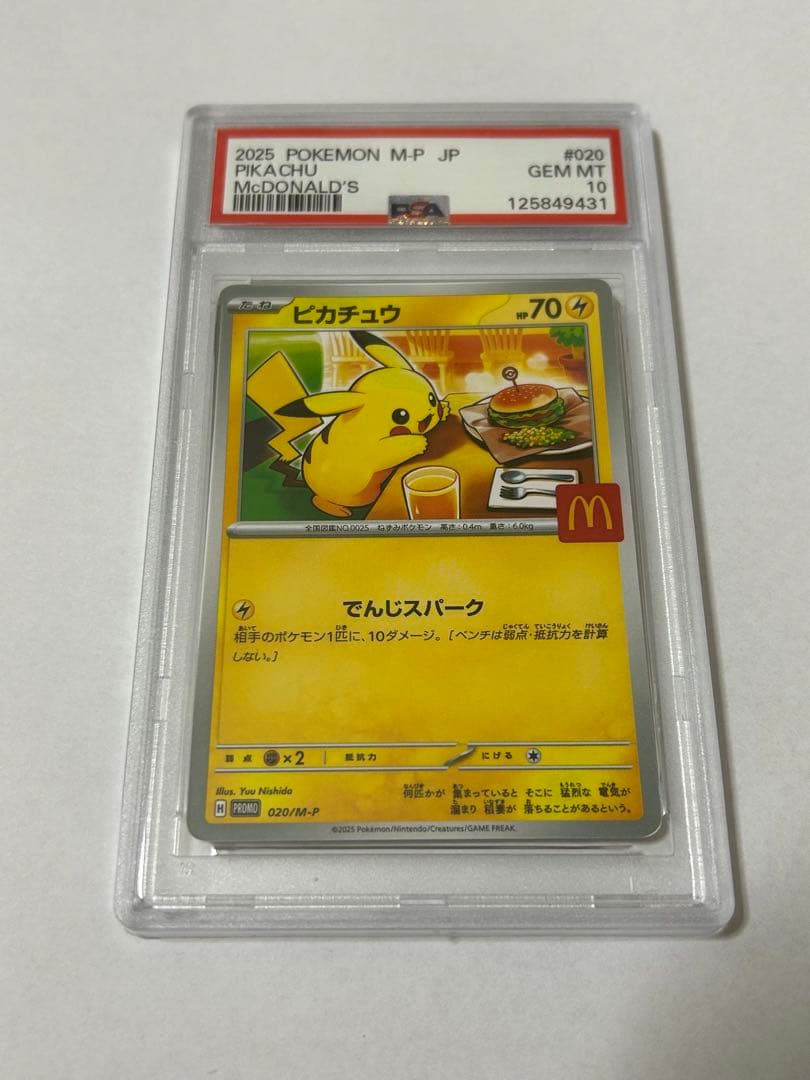 2025 POKEMON M-P JP #020
PIKACHU GEM MT
McDONALD'S 10
PSA 125849431
たね ピカチュウ HP 70
全国図鑑NO.0025 ねずみポケモン 高さ:0.4m 重さ:6.0kg
M
でんじスパーク
相手のポケモン1匹に、10ダメージ。[ベンチは弱点・抵抗力を計算
しない。]
弱点 ×2 抵抗力 にげる
Illus. Yuu Nishida
何匹かが 集まっていると そこに 猛烈な 電気が
溜まり 稲妻が 落ちることがあるという。
H PROMO 020/M-P
©2025 Pokémon/Nintendo/Creatures/GAME FREAK.